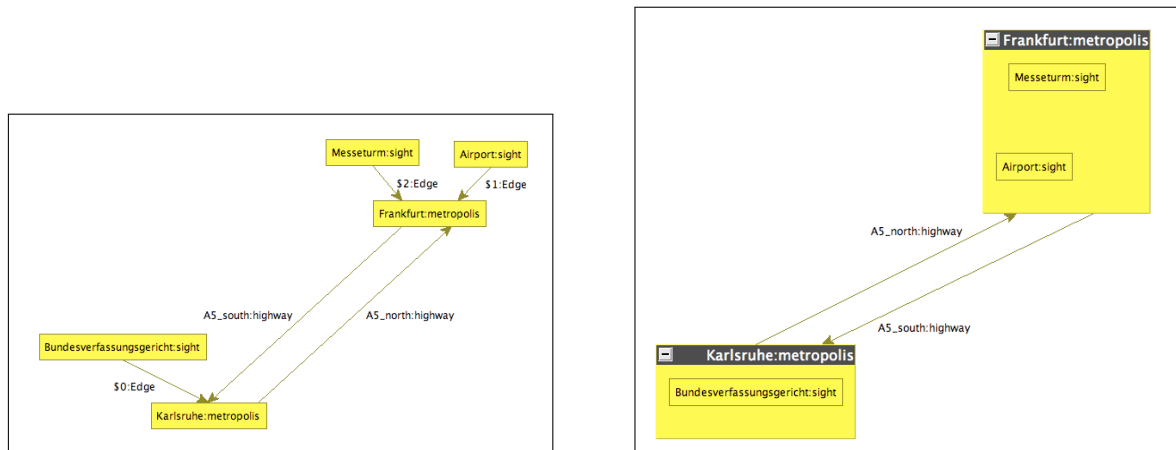 Messeturm:sight
Airport:sight
$2:Edge
$1:Edge
Frankfurt:metropolis
A5_south:highway
A5_north:highway
Bundesverfassungsgericht:sight
$0:Edge
Karlsruhe:metropolis
Frankfurt:metropolis
Messeturm:sight
Airport:sight
A5_north:highway
A5_south:highway
Karlsruhe:metropolis
Bundesverfassungsgericht:sight